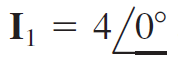 I₁ = 4/0°